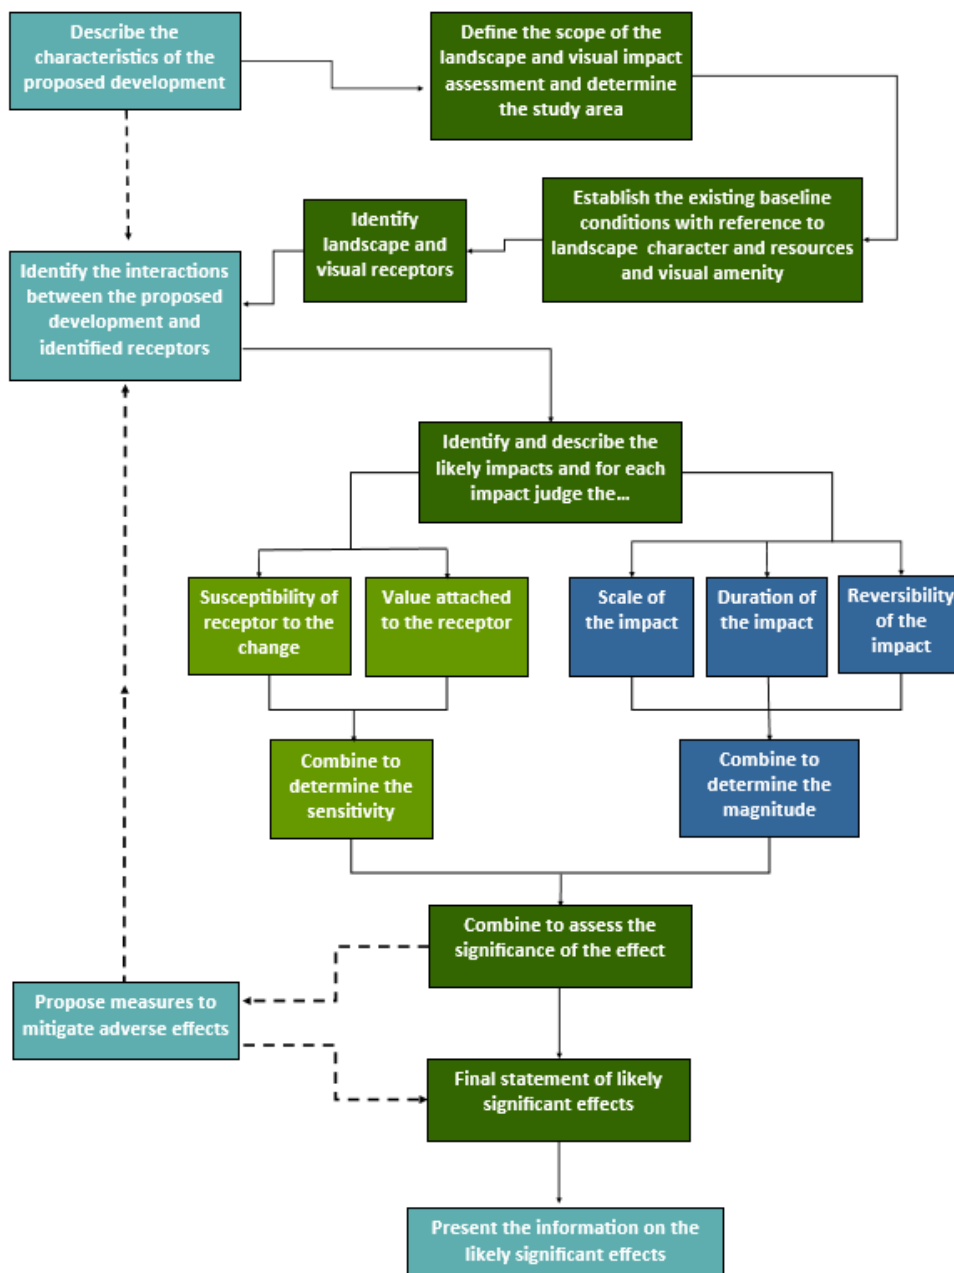 Describe the
characteristics of the
proposed development
Define the scope of the
landscape and visual impact
assessment and determine
the study area
Establish the existing baseline
conditions with reference to
landscape character and resources
and visual amenity
Identify
landscape and
visual receptors
Identify the interactions
between the proposed
development and
identified receptors
Identify and describe the
likely impacts and for each
impact judge the...
Susceptibility of
receptor to the
change
Value attached
to the receptor
Scale of
the impact
Duration of
the impact
Reversibility
of the
impact
Combine to
determine the
sensitivity
Combine to
determine the
magnitude
Combine to assess the
significance of the effect
Propose measures to
mitigate adverse effects
Final statement of likely
significant effects
Present the information on the
likely significant effects